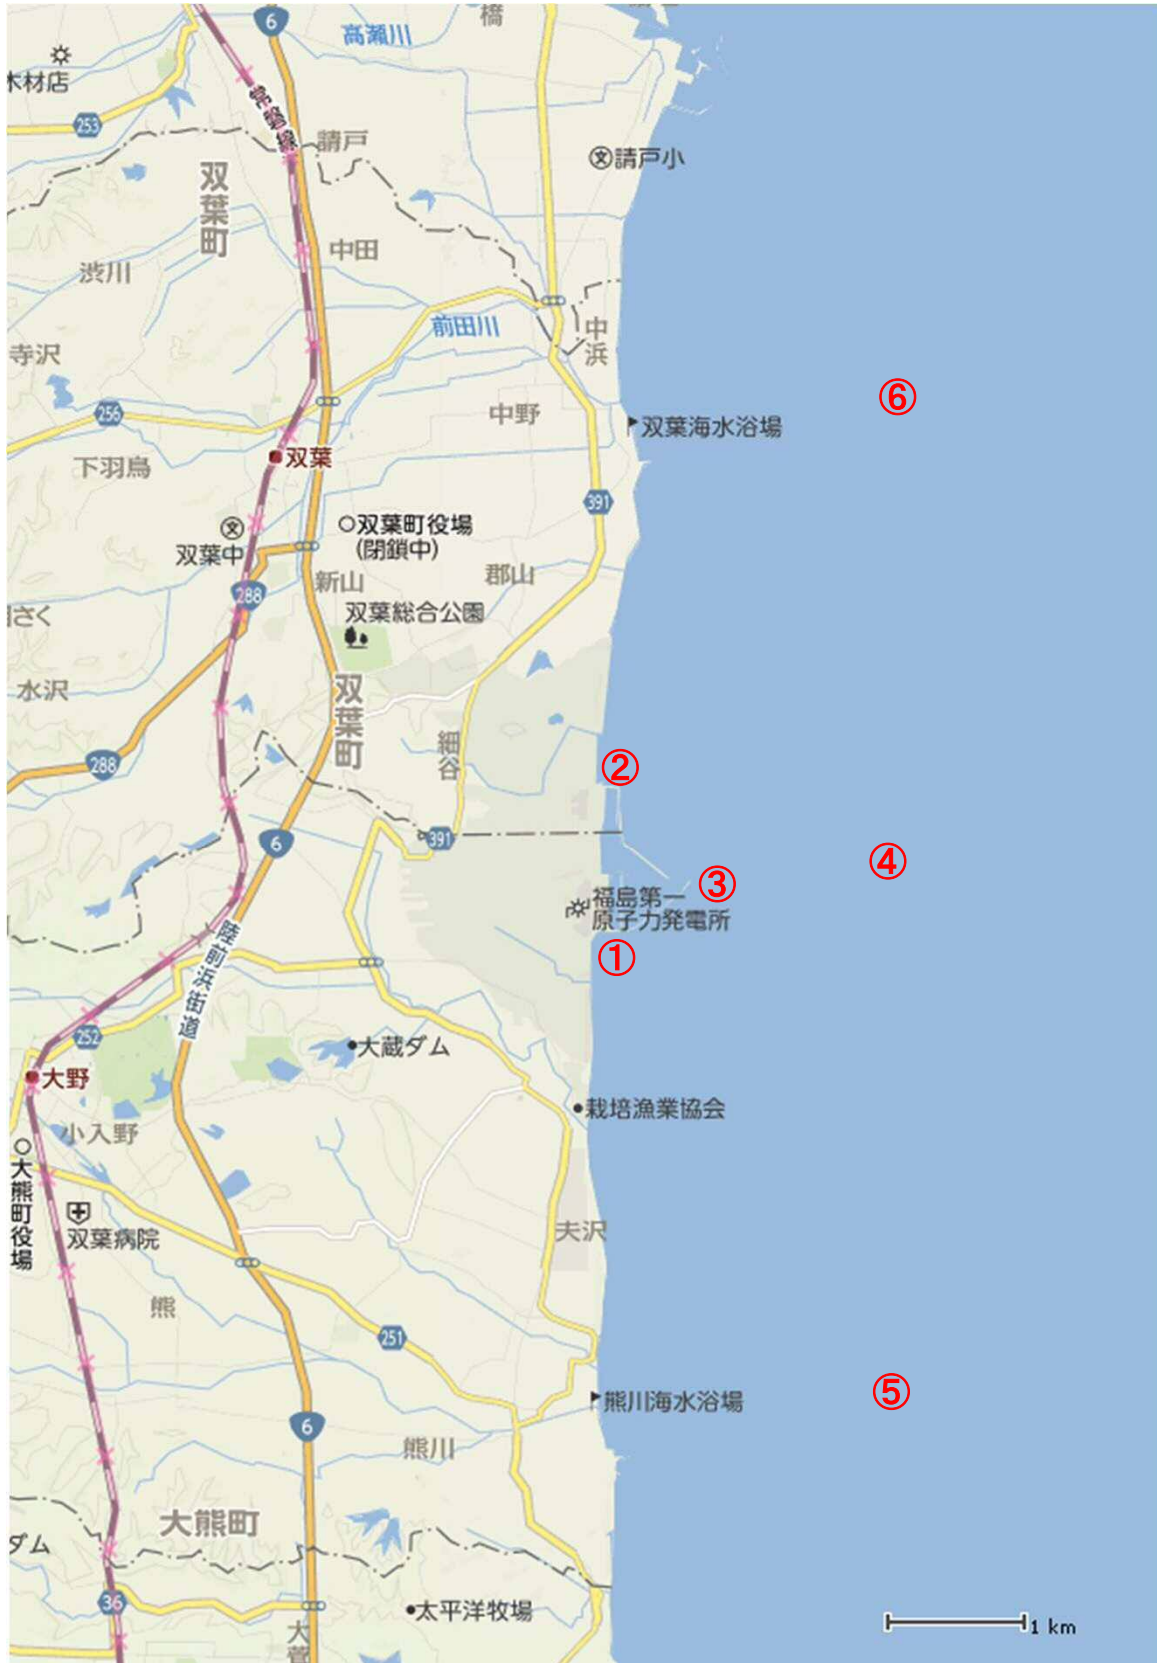 6
橋
高瀬川
木材店
常磐線
253
請戸
請戸小
双葉町
中田
渋川
前田川
中浜
寺沢
⑥
256
中野
双葉海水浴場
双葉
下羽鳥
391
双葉町役場
(閉鎖中)
双葉中
新山
郡山
288
双葉総合公園
さく
水沢
双葉町
細谷
288
②
6
391
④
③
福島第一
原子力発電所
①
陸前浜街道
252
大蔵ダム
大野
栽培漁業協会
小入野
大熊町役場
双葉病院
夫沢
熊
251
⑤
熊川海水浴場
6
熊川
大熊町
ダム
36
太平洋牧場
大菅
1 km